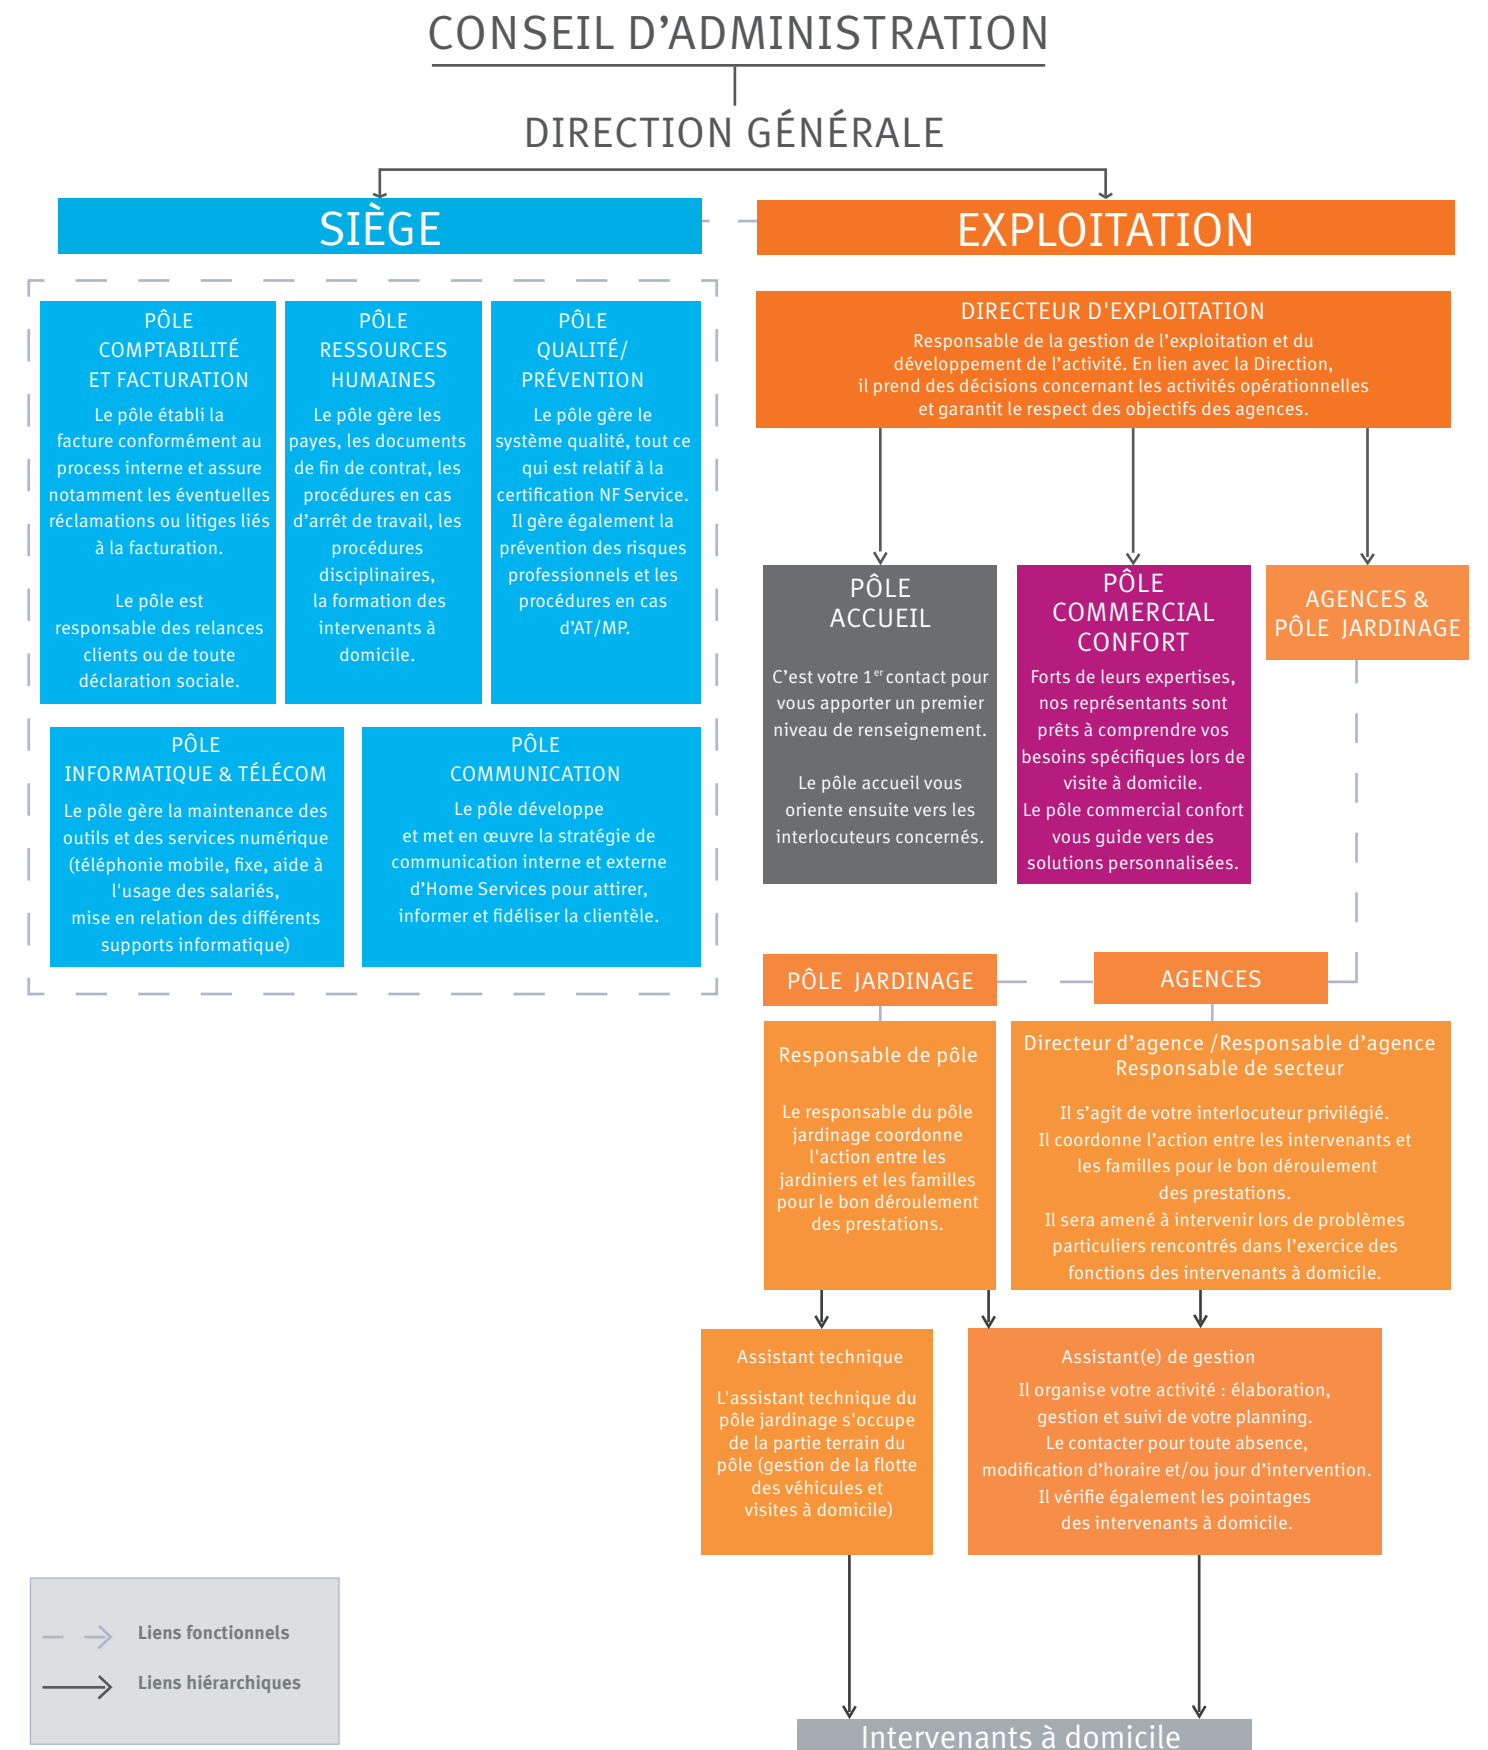 CONSEIL D’ADMINISTRATION
DIRECTION GÉNÉRALE
SIÈGE
EXPLOITATION
PÔLE
COMPTABILITÉ
ET FACTURATION
Le pôle établi la
facture conformément au
process interne et assure
notamment les éventuelles
réclamations ou litiges liés
à la facturation.
Le pôle est
responsable des relances
clients ou de toute
déclaration sociale.
PÔLE
RESSOURCES
HUMAINES
Le pôle gère les
payes, les documents
de fin de contrat, les
procédures en cas
d’arrêt de travail, les
procédures
disciplinaires,
la formation des
intervenants à
domicile.
PÔLE
QUALITÉ/
PRÉVENTION
Le pôle gère le
système qualité, tout ce
qui est relatif à la
certification NF Service.
Il gère également la
prévention des risques
professionnels et les
procédures en cas
d’AT/MP.
PÔLE
INFORMATIQUE & TÉLÉCOM
Le pôle gère la maintenance des
outils et des services numérique
(téléphonie mobile, fixe, aide à
l'usage des salariés,
mise en relation des différents
supports informatique)
PÔLE
COMMUNICATION
Le pôle développe
et met en œuvre la stratégie de
communication interne et externe
d’Home Services pour attirer,
informer et fidéliser la clientèle.
DIRECTEUR D'EXPLOITATION
Responsable de la gestion de l’exploitation et du
développement de l’activité. En lien avec la Direction,
il prend des décisions concernant les activités opérationnelles
et garantit le respect des objectifs des agences.
PÔLE
ACCUEIL
C’est votre 1er contact pour
vous apporter un premier
niveau de renseignement.
Le pôle accueil vous
oriente ensuite vers les
interlocuteurs concernés.
PÔLE
COMMERCIAL
CONFORT
Forts de leurs expertises,
nos représentants sont
prêts à comprendre vos
besoins spécifiques lors de
visite à domicile.
Le pôle commercial confort
vous guide vers des
solutions personnalisées.
AGENCES &
PÔLE JARDINAGE
PÔLE JARDINAGE
AGENCES
Responsable de pôle
Le responsable du pôle
jardinage coordonne
l'action entre les
jardiniers et les familles
pour le bon déroulement
des prestations.
Directeur d’agence /Responsable d’agence
Responsable de secteur
Il s’agit de votre interlocuteur privilégié.
Il coordonne l’action entre les intervenants et
les familles pour le bon déroulement
des prestations.
Il sera amené à intervenir lors de problèmes
particuliers rencontrés dans l’exercice des
fonctions des intervenants à domicile.
Assistant technique
L'assistant technique du
pôle jardinage s'occupe
de la partie terrain du
pôle (gestion de la flotte
des véhicules et
visites à domicile)
Assistant(e) de gestion
Il organise votre activité : élaboration,
gestion et suivi de votre planning.
Le contacter pour toute absence,
modification d’horaire et/ou jour d’intervention.
Il vérifie également les pointages
des intervenants à domicile.
Liens fonctionnels
Liens hiérarchiques
Intervenants à domicile